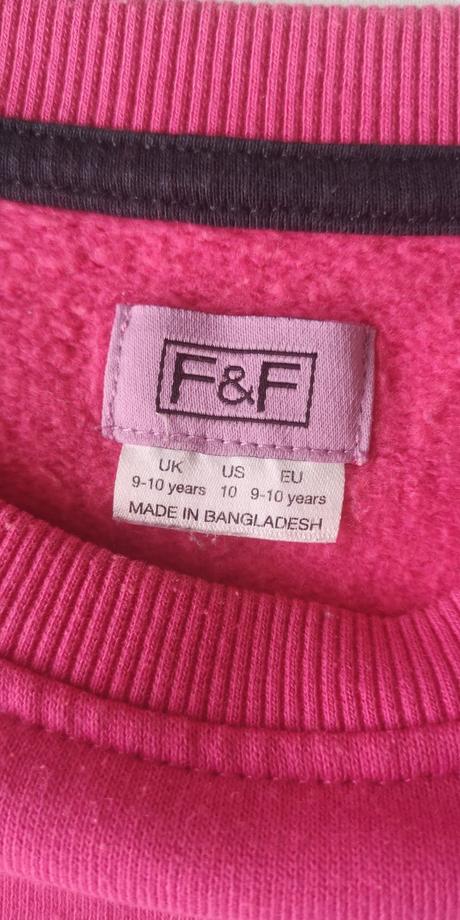 F&F
UK US EU
9-10 years 10 9-10 years
MADE IN BANGLADESH